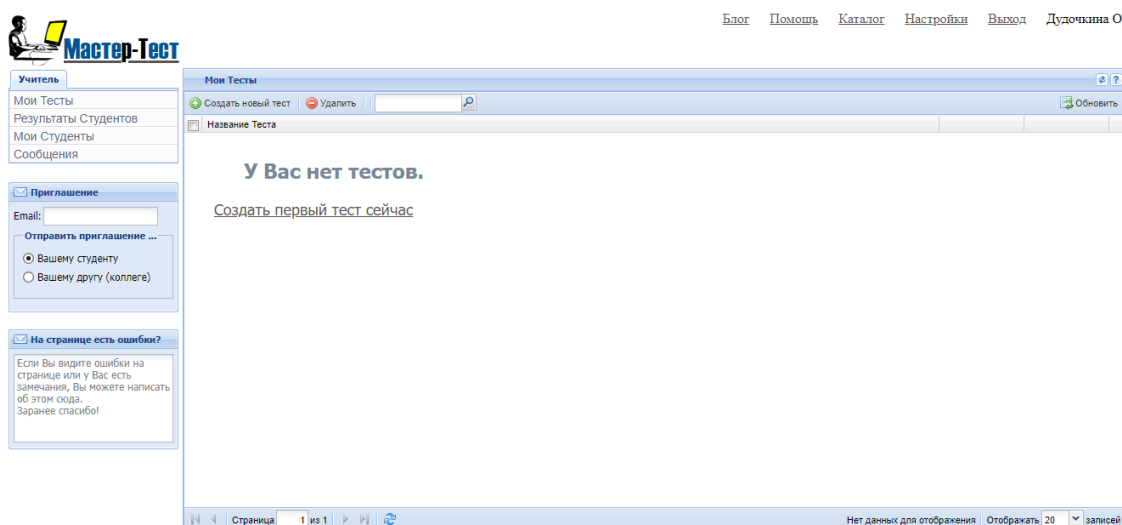 Блог Помощь Каталог Настройки Выход Дудочкина О
Мастер-Тест
Учитель
Мои Тесты
Результаты Студентов
Мои Студенты
Сообщения
Приглашение
Email:
Отправить приглашение ...
Вашему студенту
Вашему другу (коллеге)
На странице есть ошибки?
Если Вы видите ошибки на
странице или у Вас есть
замечания, Вы можете написать
об этом сюда.
Заранее спасибо!
Мои Тесты ?
Создать новый тест Удалить Обновить
Название Теста
У Вас нет тестов.
Создать первый тест сейчас
Страница 1 из 1 Нет данных для отображения Отображать 20 записей